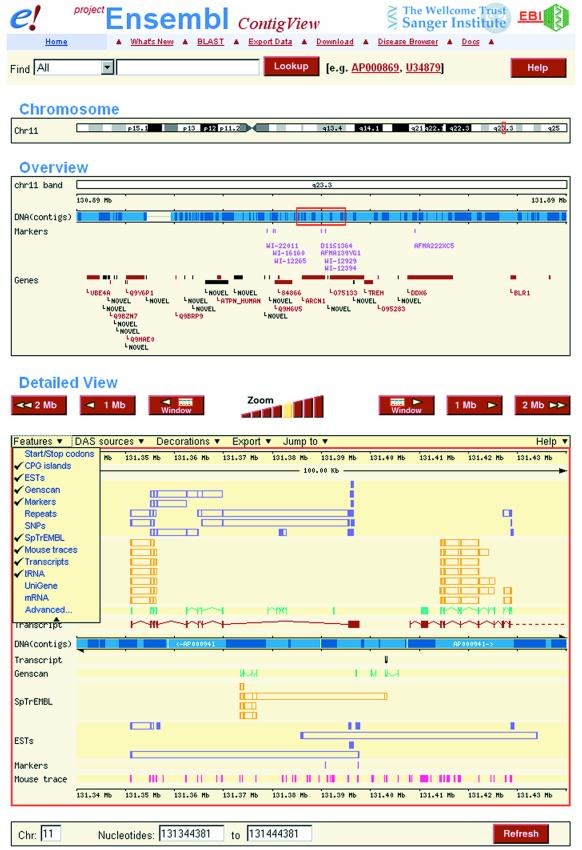 e! project Ensembl ContigView The Wellcome Trust Sanger Institute EBI
Home ▲ What's New ▲ BLAST ▲ Export Data ▲ Download ▲ Disease Browser ▲ Docs ▲
Find All Lookup [e.g. AP000869, U34879] Help
Chromosome
Chr11 p15.1 p13 p12 p11.2 q13.4 q14.1 q21 q22.1 q22.3 q23.3 q25
Overview
chr11 band q23.3
130.89 Mb 131.89 Mb
DNA(contigs)
Markers
WI-22011 D11S1364 AFMA222XC5
WI-16160 AFMA139YG1
WI-12265 WI-12929
WI-12394
Genes
UBE4A Q9Y6P1 NOVEL NOVEL 84866 O75133 TREH DDX6 BLR1
NOVEL NOVEL ATPN_HUMAN NOVEL ARCN1 NOVEL
NOVEL NOVEL NOVEL Q9H6V5 O95283
Q9BZN7 Q9BRP9 NOVEL NOVEL
NOVEL
NOVEL
Q9HAE0
NOVEL
Detailed View
◄◄ 2 Mb ◄ 1 Mb ◄ Window Zoom Window ► 1 Mb ► 2 Mb ►►
Features ▼ DAS sources ▼ Decorations ▼ Export ▼ Jump to ▼ Help ▼
Start/Stop codons
Mb 131.35 Mb 131.36 Mb 131.37 Mb 131.38 Mb 131.39 Mb 131.40 Mb 131.41 Mb 131.42 Mb 131.43 Mb
✓ CPG islands
100.00 Kb
✓ ESTs
✓ Genscan
✓ Markers
Repeats
SNPs
✓ SpTrEMBL
✓ Mouse traces
✓ Transcripts
✓ tRNA
UniGene
mRNA
Advanced...
Transcript
DNA(contigs) <-AP000941 AP000941->
Transcript
Genscan
SpTrEMBL
ESTs
Markers
Mouse trace
131.34 Mb 131.35 Mb 131.36 Mb 131.37 Mb 131.38 Mb 131.39 Mb 131.40 Mb 131.41 Mb 131.42 Mb 131.43 Mb
Chr: 11 Nucleotides: 131344381 to 131444381 Refresh